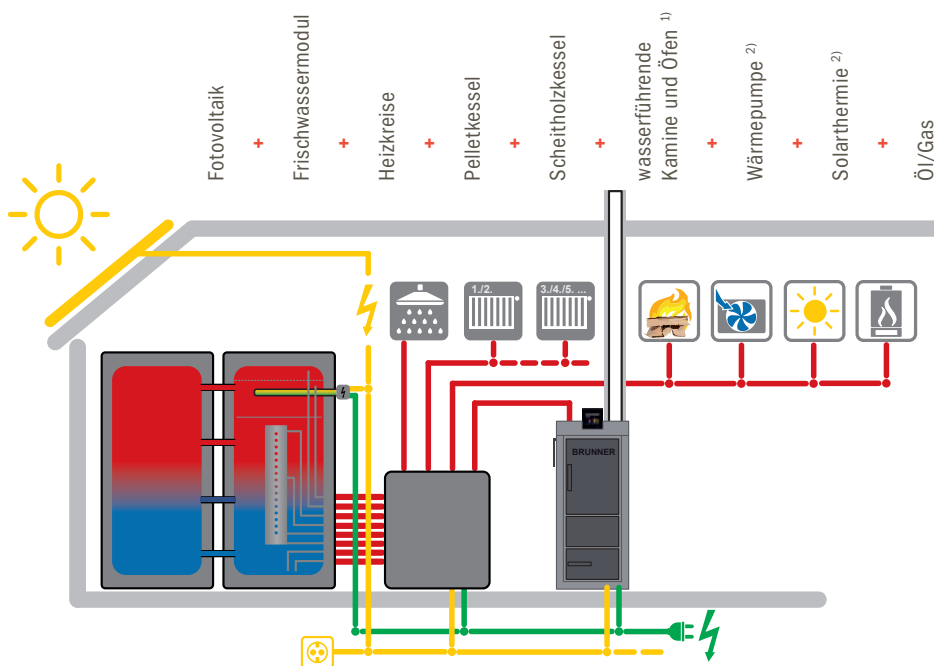 Fotovoltaik
+
Frischwassermodul
+
Heizkreise
+
Pelletkessel
+
Scheitholzkessel
+
wasserführende
Kamine und Öfen 1)
+
Wärmepumpe 2)
+
Solarthermie 2)
+
Öl/Gas
1./2.
3./4./5. ...
BRUNNER